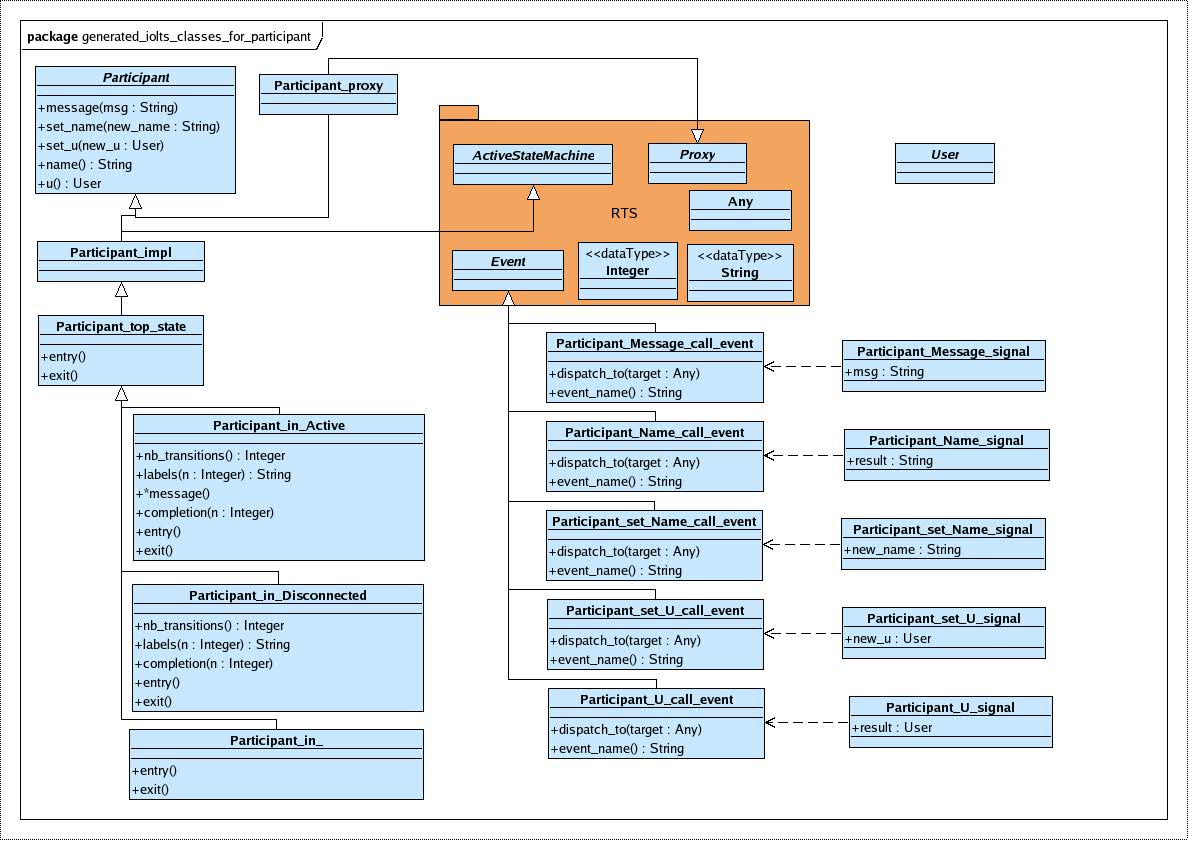 package generated_iolts_classes_for_participant
Participant
+message(msg : String)
+set_name(new_name : String)
+set_u(new_u : User)
+name() : String
+u() : User
Participant_proxy
ActiveStateMachine
Proxy
Any
RTS
Event
<<dataType>>
Integer
<<dataType>>
String
User
Participant_impl
Participant_top_state
+entry()
+exit()
Participant_in_Active
+nb_transitions() : Integer
+labels(n : Integer) : String
+*message()
+completion(n : Integer)
+entry()
+exit()
Participant_in_Disconnected
+nb_transitions() : Integer
+labels(n : Integer) : String
+completion(n : Integer)
+entry()
+exit()
Participant_in_
+entry()
+exit()
Participant_Message_call_event
+dispatch_to(target : Any)
+event_name() : String
Participant_Message_signal
+msg : String
Participant_Name_call_event
+dispatch_to(target : Any)
+event_name() : String
Participant_Name_signal
+result : String
Participant_set_Name_call_event
+dispatch_to(target : Any)
+event_name() : String
Participant_set_Name_signal
+new_name : String
Participant_set_U_call_event
+dispatch_to(target : Any)
+event_name() : String
Participant_set_U_signal
+new_u : User
Participant_U_call_event
+dispatch_to(target : Any)
+event_name() : String
Participant_U_signal
+result : User